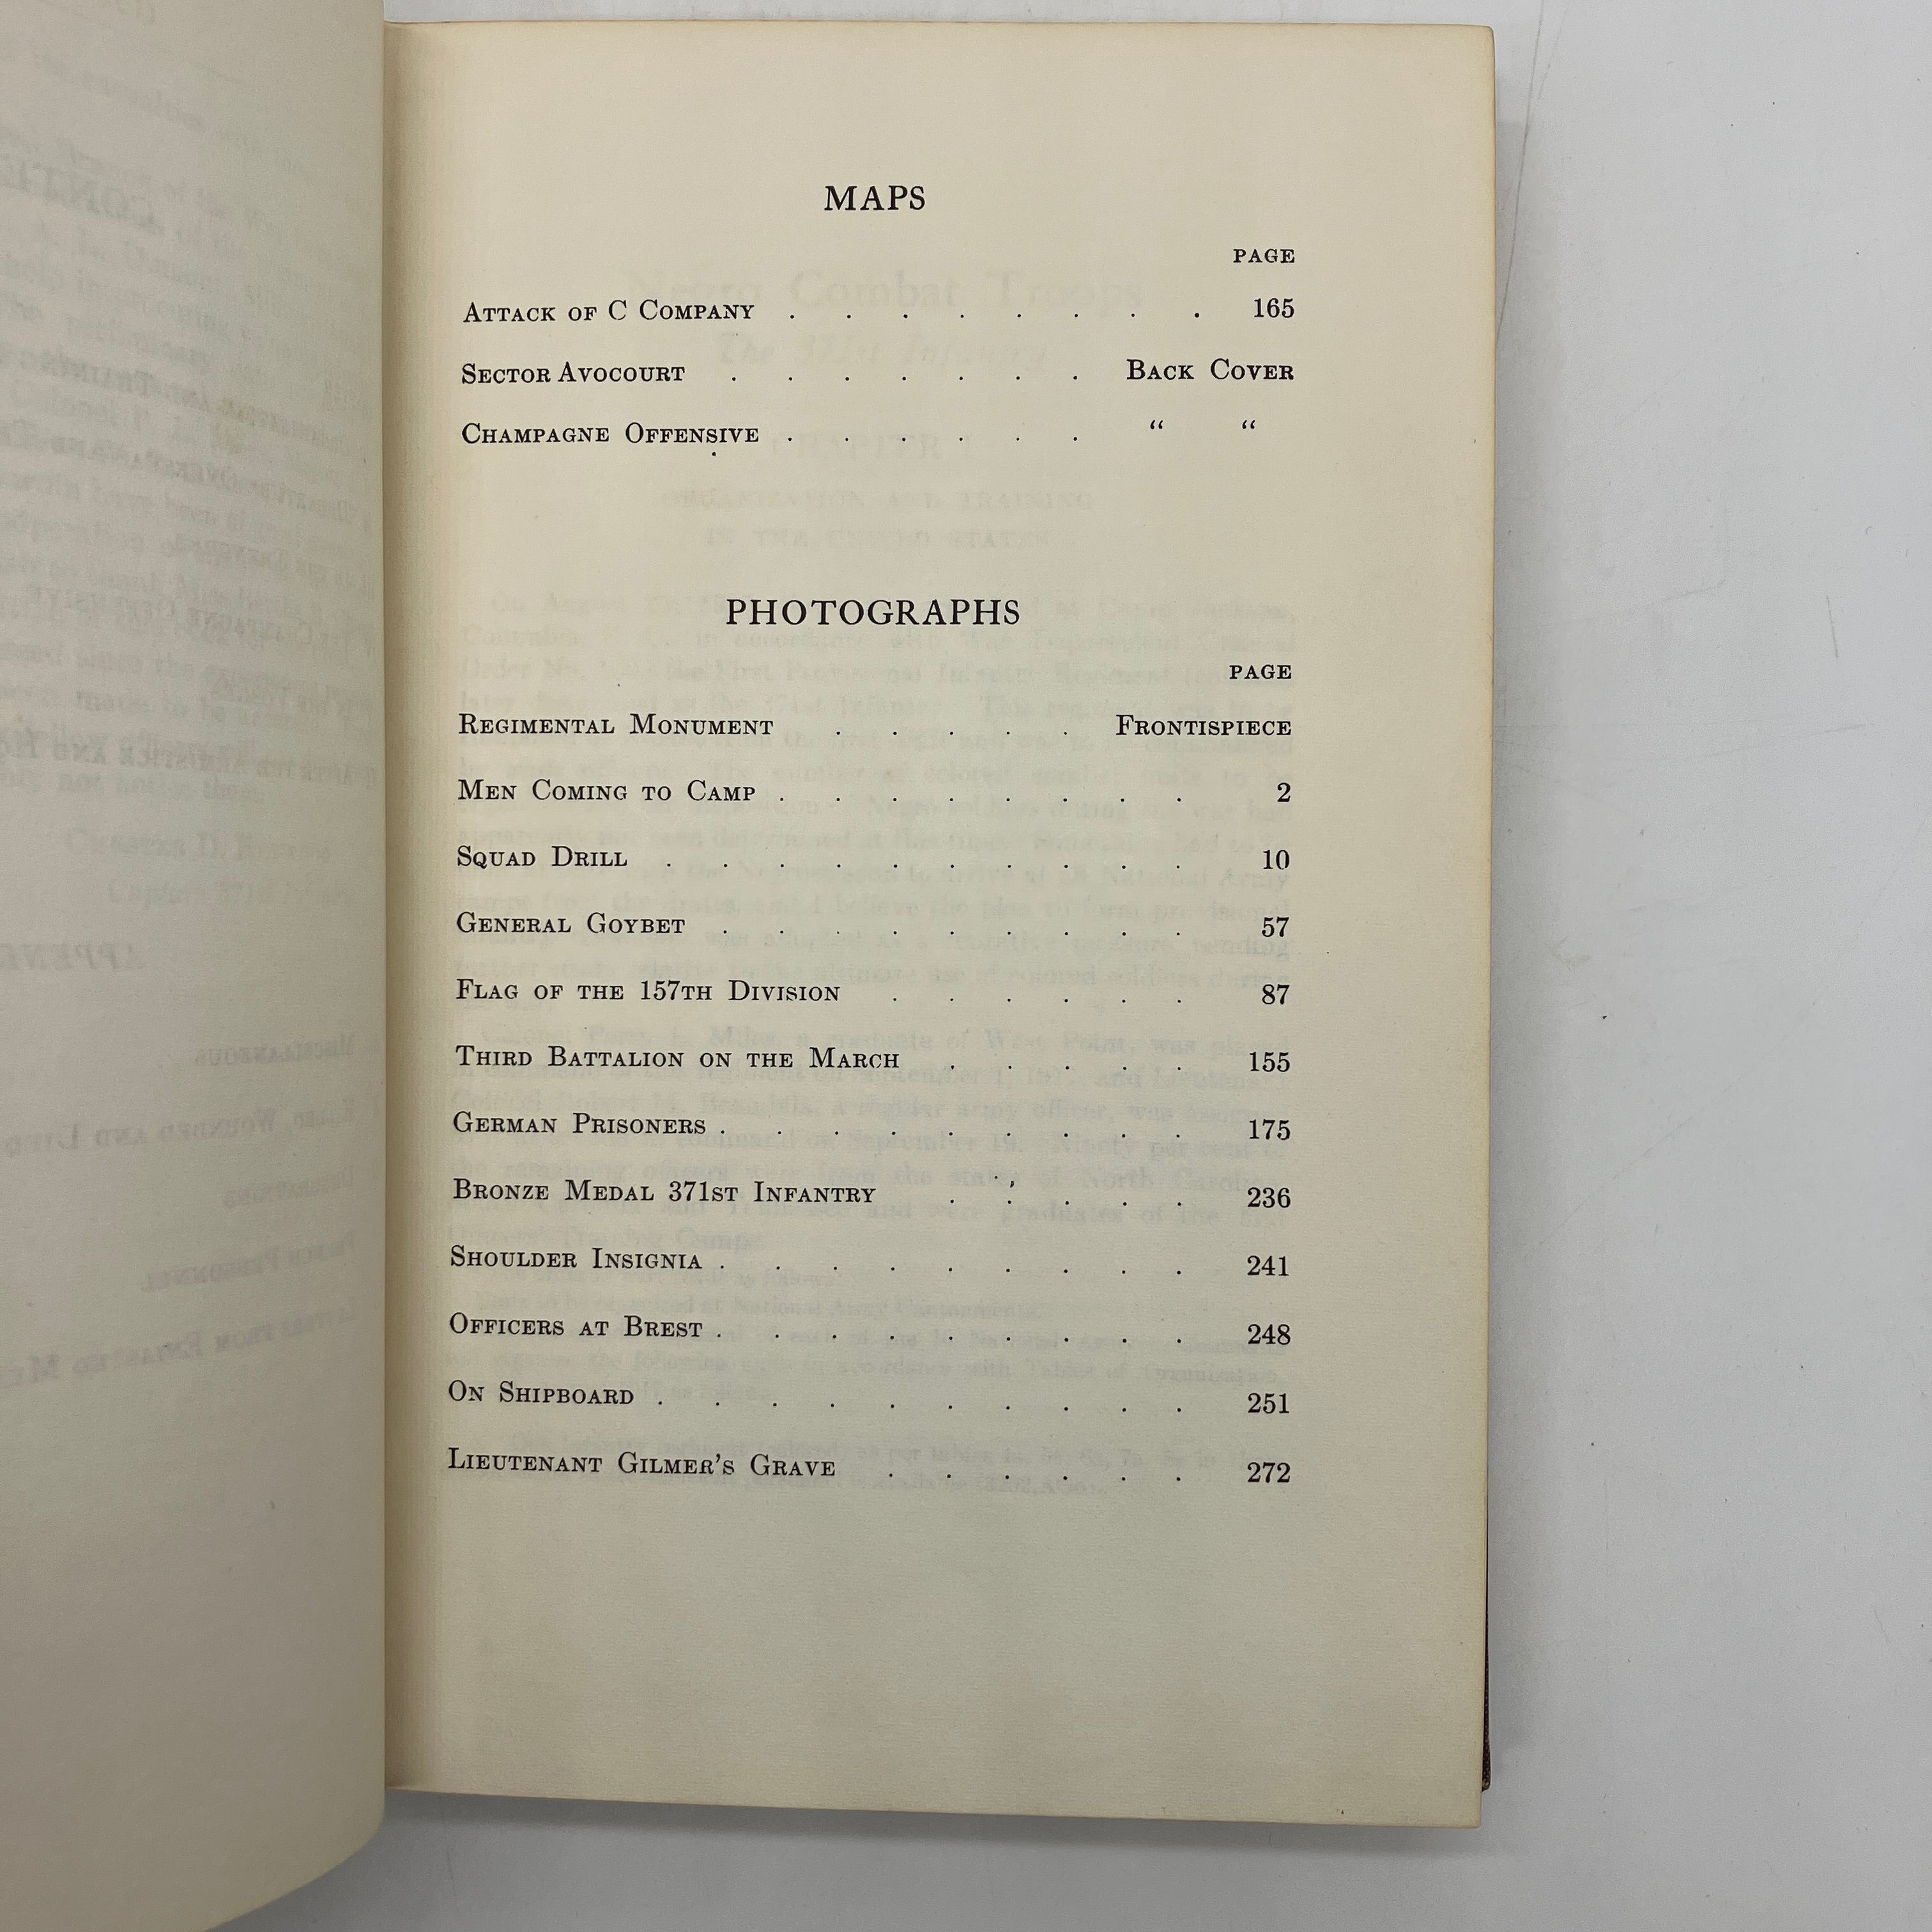 MAPS
PAGE
ATTACK OF C COMPANY . . . . . . . . 165
SECTOR AVOCOURT . . . . . . . BACK COVER
CHAMPAGNE OFFENSIVE . . . . . . “ “
PHOTOGRAPHS
PAGE
REGIMENTAL MONUMENT . . . . . FRONTISPIECE
MEN COMING TO CAMP . . . . . . . . 2
SQUAD DRILL . . . . . . . . . . 10
GENERAL GOYBET . . . . . . . . . 57
FLAG OF THE 157TH DIVISION . . . . . . 87
THIRD BATTALION ON THE MARCH . . . . . 155
GERMAN PRISONERS . . . . . . . . . 175
BRONZE MEDAL 371ST INFANTRY . . . . . 236
SHOULDER INSIGNIA . . . . . . . . . 241
OFFICERS AT BREST . . . . . . . . . 248
ON SHIPBOARD . . . . . . . . . . 251
LIEUTENANT GILMER’S GRAVE . . . . . . 272